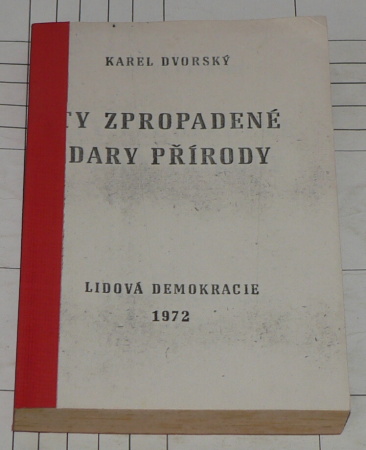 KAREL DVORSKÝ
TY ZPROPADENÉ
DARY PŘÍRODY
LIDOVÁ DEMOKRACIE
1972